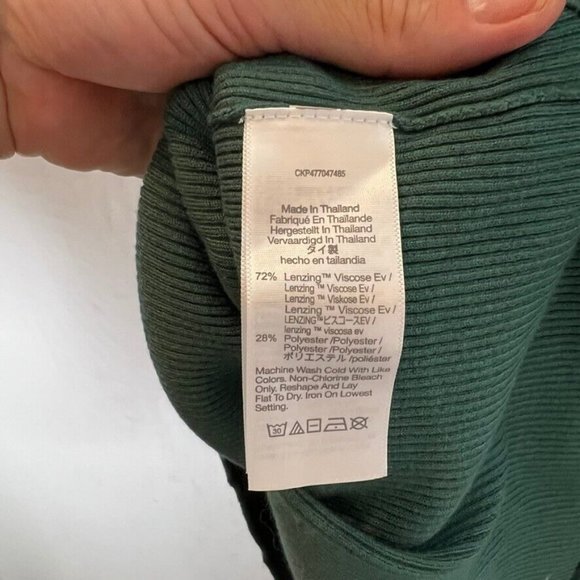 CKP477047485
Made In Thailand
Fabriqué En Thaïlande
Hergestellt In Thailand
Vervaardigd In Thailand
タイ製
hecho en tailandia
72% Lenzing™ Viscose Ev /
Lenzing ™ Viscose Ev /
Lenzing ™ Viskose Ev /
Lenzing ™ Viscose Ev /
LENZING™ビスコースEV /
lenzing ™ viscosa ev
28% Polyester /Polyester /
Polyester /Polyester /
ポリエステル /poliéster
Machine Wash Cold With Like
Colors. Non-Chlorine Bleach
Only. Reshape And Lay
Flat To Dry. Iron On Lowest
Setting.
30